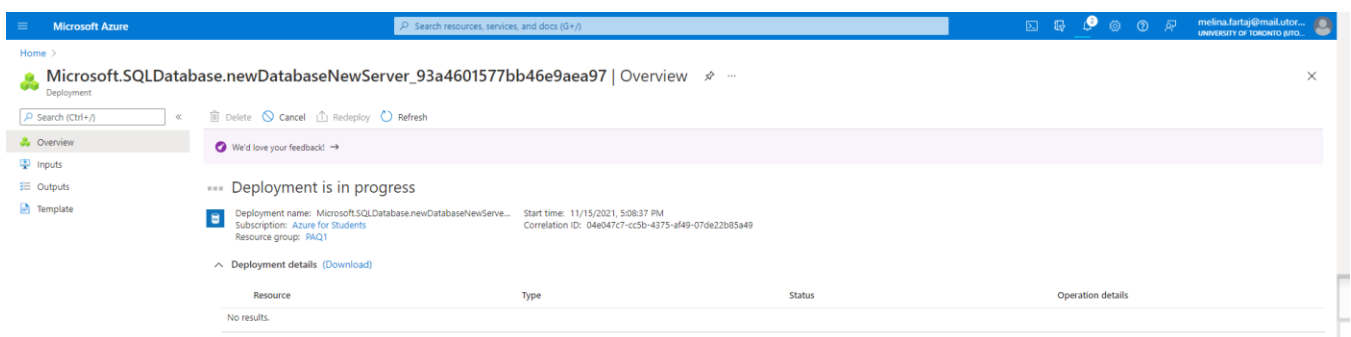 Microsoft Azure
Search resources, services, and docs (G+/)
2
melina.fartaj@mail.utor...
UNIVERSITY OF TORONTO (UTO...
Home >
Microsoft.SQLDatabase.newDatabaseNewServer_93a4601577bb46e9aea97 | Overview
Deployment
Search (Ctrl+/)
Delete Cancel Redeploy Refresh
Overview
We'd love your feedback! →
Inputs
Outputs
Template
Deployment is in progress
Deployment name: Microsoft.SQLDatabase.newDatabaseNewServe... Start time: 11/15/2021, 5:08:37 PM
Subscription: Azure for Students Correlation ID: 04e047c7-cc5b-4375-af49-07de22b85a49
Resource group: PAQ1
Deployment details (Download)
Resource Type Status Operation details
No results.